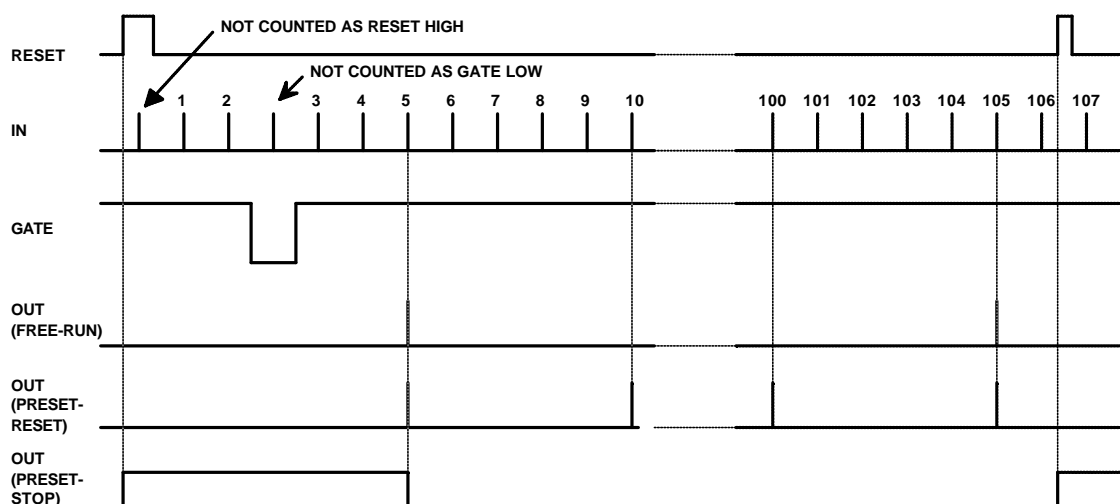 NOT COUNTED AS RESET HIGH
RESET
NOT COUNTED AS GATE LOW
1 2 3 4 5 6 7 8 9 10 100 101 102 103 104 105 106 107
IN
GATE
OUT
(FREE-RUN)
OUT
(PRESET-
RESET)
OUT
(PRESET-
STOP)